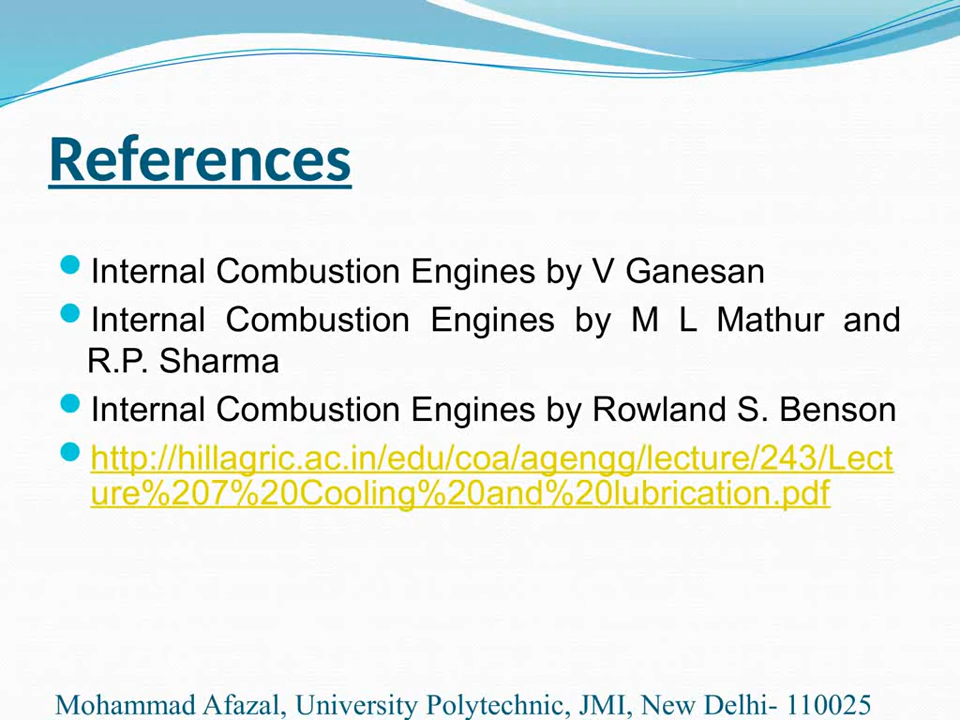 References
Internal Combustion Engines by V Ganesan
Internal Combustion Engines by M L Mathur and
R.P. Sharma
Internal Combustion Engines by Rowland S. Benson
http://hillagric.ac.in/edu/coa/agengg/lecture/243/Lect
ure%207%20Cooling%20and%20lubrication.pdf
Mohammad Afazal, University Polytechnic, JMI, New Delhi- 110025